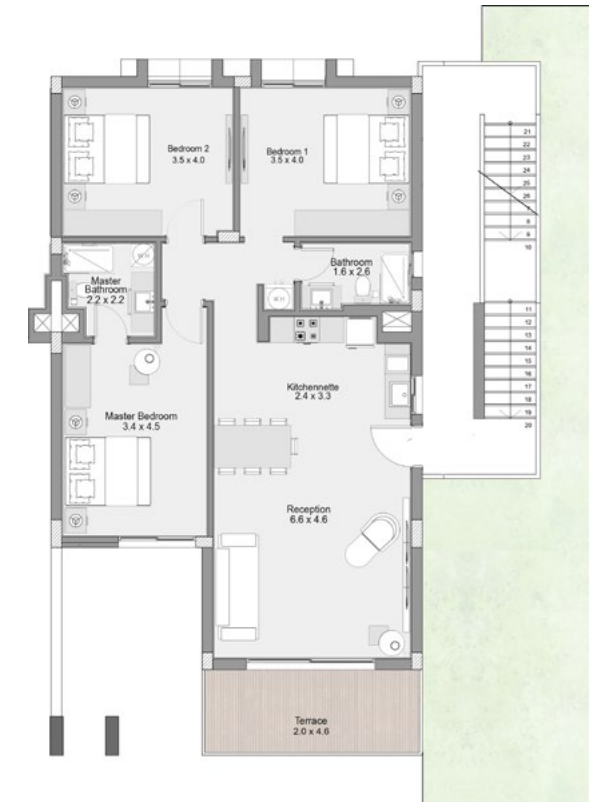 Bedroom 2
3.5 x 4.0
Bedroom 1
3.5 x 4.0
21
22
23
24
25
26
7
8
9
10
W.H
Master
Bathroom
2.2 x 2.2
Bathroom
1.6 x 2.6
W.H
11
12
13
14
15
16
17
18
19
20
Kitchennette
2.4 x 3.3
Master Bedroom
3.4 x 4.5
Reception
6.6 x 4.6
Terrace
2.0 x 4.6